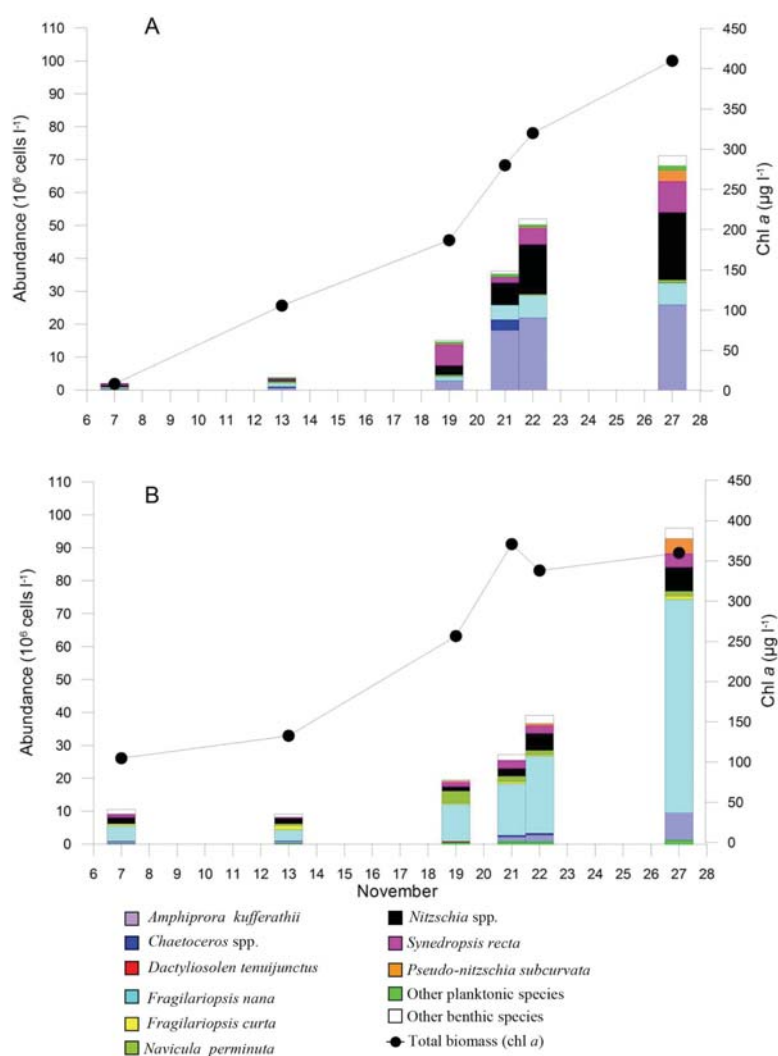 A
Abundance (10⁶ cells l⁻¹)
110
100
90
80
70
60
50
40
30
20
10
0
450
400
350
300
250
200
150
100
50
0
Chl a (µg l⁻¹)
6 7 8 9 10 11 12 13 14 15 16 17 18 19 20 21 22 23 24 25 26 27 28
B
Abundance (10⁶ cells l⁻¹)
110
100
90
80
70
60
50
40
30
20
10
0
450
400
350
300
250
200
150
100
50
0
Chl a (µg l⁻¹)
6 7 8 9 10 11 12 13 14 15 16 17 18 19 20 21 22 23 24 25 26 27 28
November
Amphiprora kufferathii
Chaetoceros spp.
Dactyliosolen tenuijunctus
Fragilariopsis nana
Fragilariopsis curta
Navicula perminuta
Nitzschia spp.
Synedropsis recta
Pseudo-nitzschia subcurvata
Other planktonic species
Other benthic species
Total biomass (chl a)